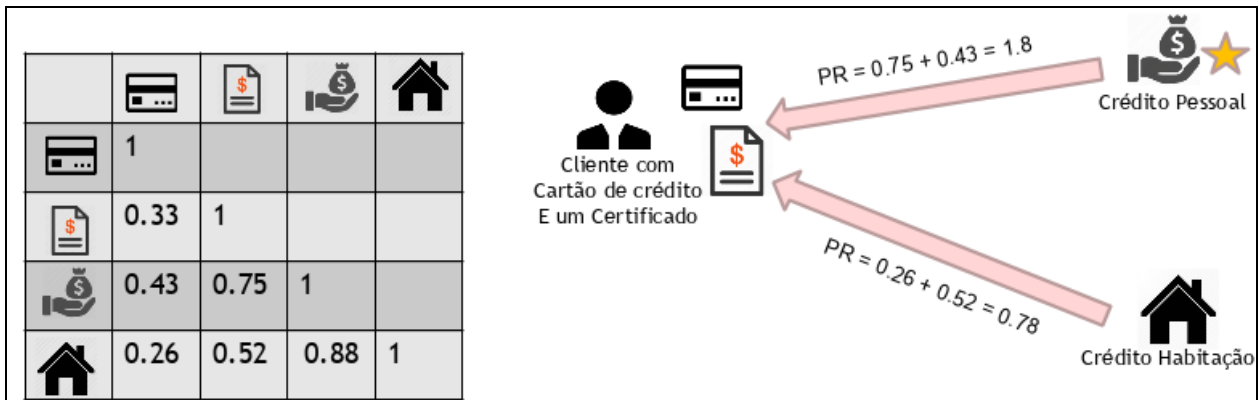 1
0.33 1
0.43 0.75 1
0.26 0.52 0.88 1
$
$
$
$
Cliente com
Cartão de crédito
E um Certificado
$
PR = 0.75 + 0.43 = 1.8
$
Crédito Pessoal
PR = 0.26 + 0.52 = 0.78
Crédito Habitação